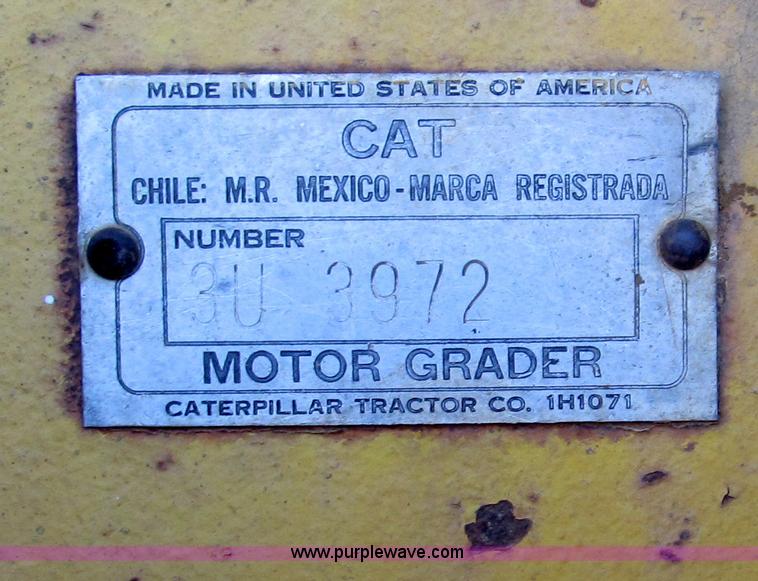 MADE IN UNITED STATES OF AMERICA
CAT
CHILE: M.R. MEXICO-MARCA REGISTRADA
NUMBER
3U 3972
MOTOR GRADER
CATERPILLAR TRACTOR CO. 1H1071
www.purplewave.com